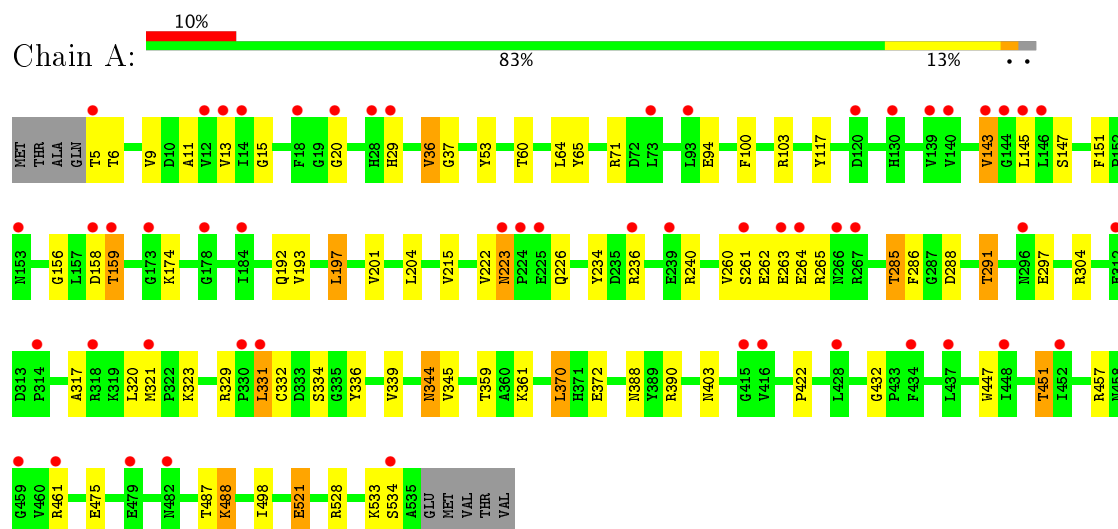 10%
Chain A:
83% 13% • •
MET THR ALA GLN T5 T6 V9 D10 A11 V12 V13 I14 G15 F18 G19 G20 H28 H29 V36 G37 Y53 T60 L64 Y65 R71 D72 L73 L93 E94 F100 R103 Y117 D120 H130 V139 V140 V143 G144 L145 L146 S147 F151 P152
N153 G156 L157 D158 T159 G173 K174 G178 I184 Q192 V193 L197 V201 L204 V215 V222 N223 P224 E225 Q226 Y234 D235 R236 E239 R240 V260 S261 E262 E263 E264 R265 N266 R267 T285 F286 G287 D288 T291 N296 E297 R304 E312
D313 P314 A317 R318 K319 L320 M321 P322 K323 R329 P330 L331 C332 D333 S334 G335 Y336 V339 N344 V345 T359 A360 K361 L370 H371 E372 N388 Y389 R390 N403 G415 V416 P422 L428 G432 P433 F434 L437 W447 I448 T451 I452 R457 N458
G459 V460 R461 E475 E479 N482 T487 K488 I498 E521 R528 K533 S534 A535 GLU MET VAL THR VAL